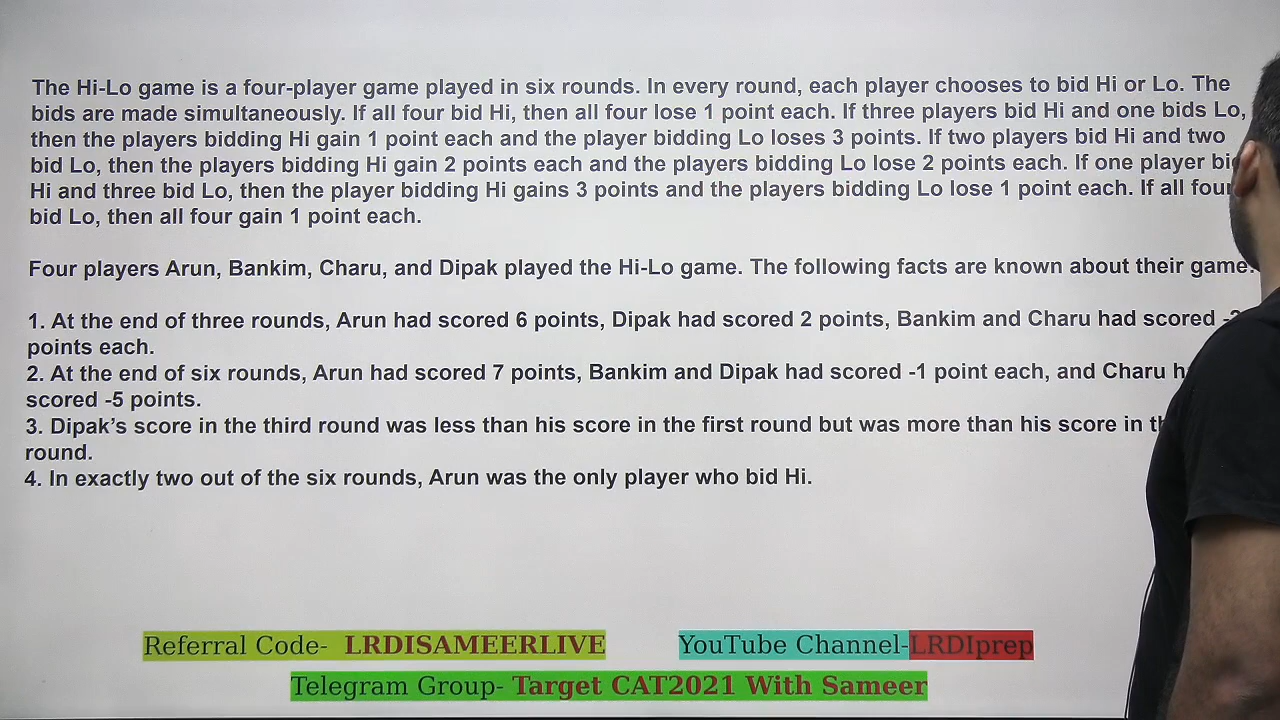 The Hi-Lo game is a four-player game played in six rounds. In every round, each player chooses to bid Hi or Lo. The
bids are made simultaneously. If all four bid Hi, then all four lose 1 point each. If three players bid Hi and one bids Lo,
then the players bidding Hi gain 1 point each and the player bidding Lo loses 3 points. If two players bid Hi and two
bid Lo, then the players bidding Hi gain 2 points each and the players bidding Lo lose 2 points each. If one player
Hi and three bid Lo, then the player bidding Hi gains 3 points and the players bidding Lo lose 1 point each. If all four
bid Lo, then all four gain 1 point each.
Four players Arun, Bankim, Charu, and Dipak played the Hi-Lo game. The following facts are known about their game.
1. At the end of three rounds, Arun had scored 6 points, Dipak had scored 2 points, Bankim and Charu had scored
points each.
2. At the end of six rounds, Arun had scored 7 points, Bankim and Dipak had scored -1 point each, and Charu
scored -5 points.
3. Dipak's score in the third round was less than his score in the first round but was more than his score in
round.
4. In exactly two out of the six rounds, Arun was the only player who bid Hi.
Referral Code- LRDISAMEERLIVE YouTube Channel-LRDIprep
Telegram Group- Target CAT2021 With Sameer